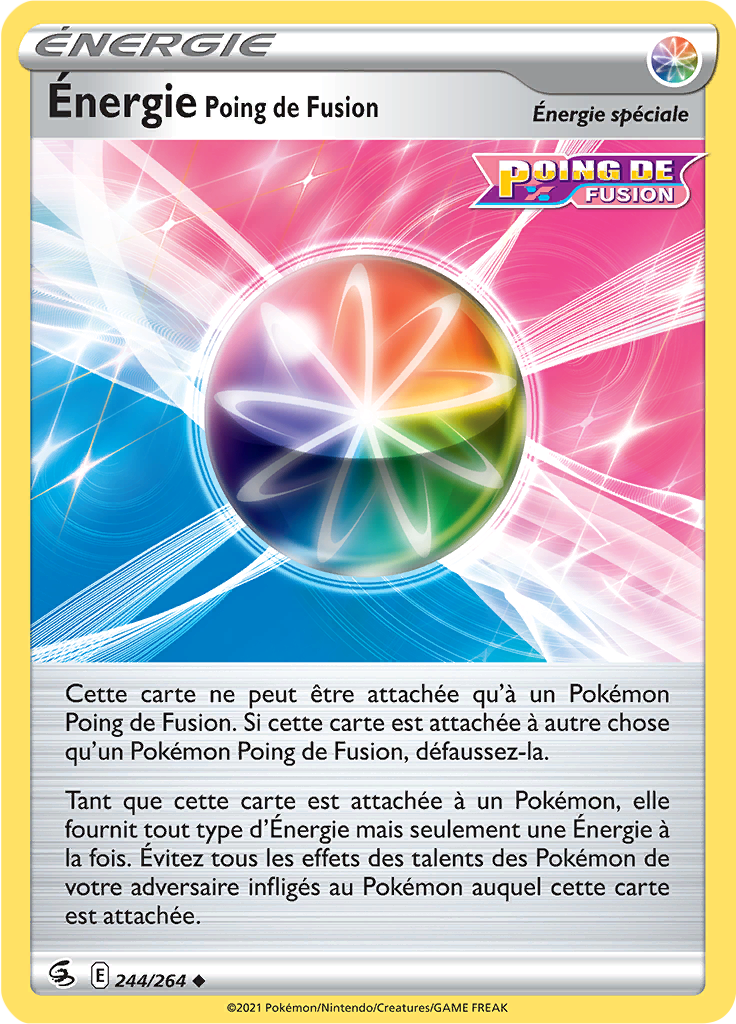 ÉNERGIE
Énergie Poing de Fusion
Énergie spéciale
POING DE
FUSION
Cette carte ne peut être attachée qu'à un Pokémon
Poing de Fusion. Si cette carte est attachée à autre chose
qu'un Pokémon Poing de Fusion, défaussez-la.
Tant que cette carte est attachée à un Pokémon, elle
fournit tout type d'Énergie mais seulement une Énergie à
la fois. Évitez tous les effets des talents des Pokémon de
votre adversaire infligés au Pokémon auquel cette carte
est attachée.
E 244/264 ◆
©2021 Pokémon/Nintendo/Creatures/GAME FREAK